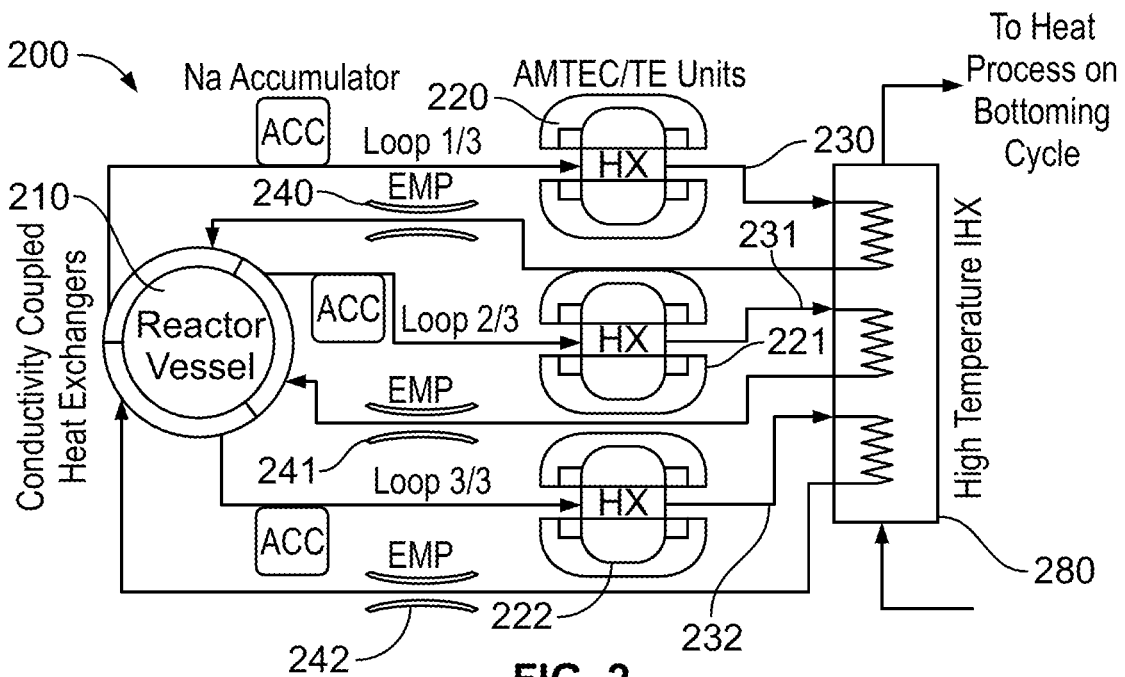 200
Na Accumulator
AMTEC/TE Units
To Heat
Process on
Bottoming
Cycle
ACC
Loop 1/3
220
HX
230
210
240
EMP
231
Conductivity Coupled
Heat Exchangers
Reactor
Vessel
ACC
Loop 2/3
HX
221
High Temperature IHX
EMP
241
Loop 3/3
HX
ACC
EMP
222
232
280
242
FIG. 2